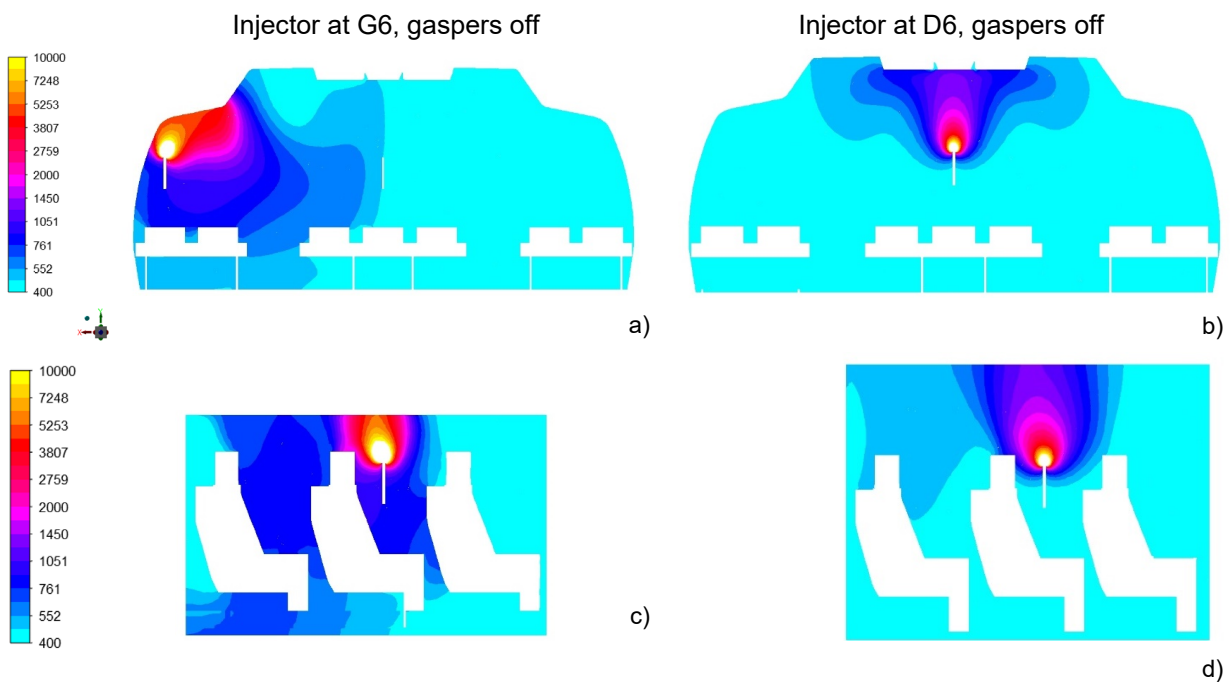 Injector at G6, gaspers off
Injector at D6, gaspers off
10000
7248
5253
3807
2759
2000
1450
1051
761
552
400
Y
X
a)
b)
10000
7248
5253
3807
2759
2000
1450
1051
761
552
400
c)
d)